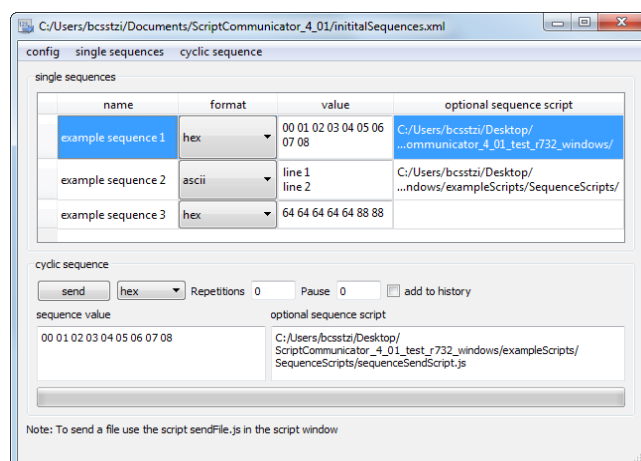 C:/Users/bcsstzi/Documents/ScriptCommunicator_4_01/inititalSequences.xml
config single sequences cyclic sequence
single sequences
name format value optional sequence script
example sequence 1 hex 00 01 02 03 04 05 06 C:/Users/bcsstzi/Desktop/
07 08 ...ommunicator_4_01_test_r732_windows/
example sequence 2 ascii line 1 C:/Users/bcsstzi/Desktop/
line 2 ...ndows/exampleScripts/SequenceScripts/
example sequence 3 hex 64 64 64 64 64 88 88
cyclic sequence
send hex Repetitions 0 Pause 0 add to history
sequence value optional sequence script
00 01 02 03 04 05 06 07 08 C:/Users/bcsstzi/Desktop/
ScriptCommunicator_4_01_test_r732_windows/exampleScripts/
SequenceScripts/sequenceSendScript.js
Note: To send a file use the script sendFile.js in the script window